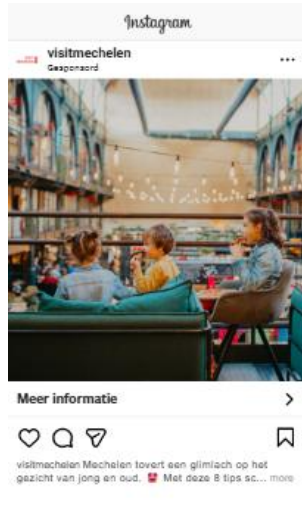 Instagram
visitmechelen
Gesponsord
Meer informatie
visitmechelen Mechelen tovert een glimlach op het
gezicht van jong en oud. Met deze 8 tips sc... more